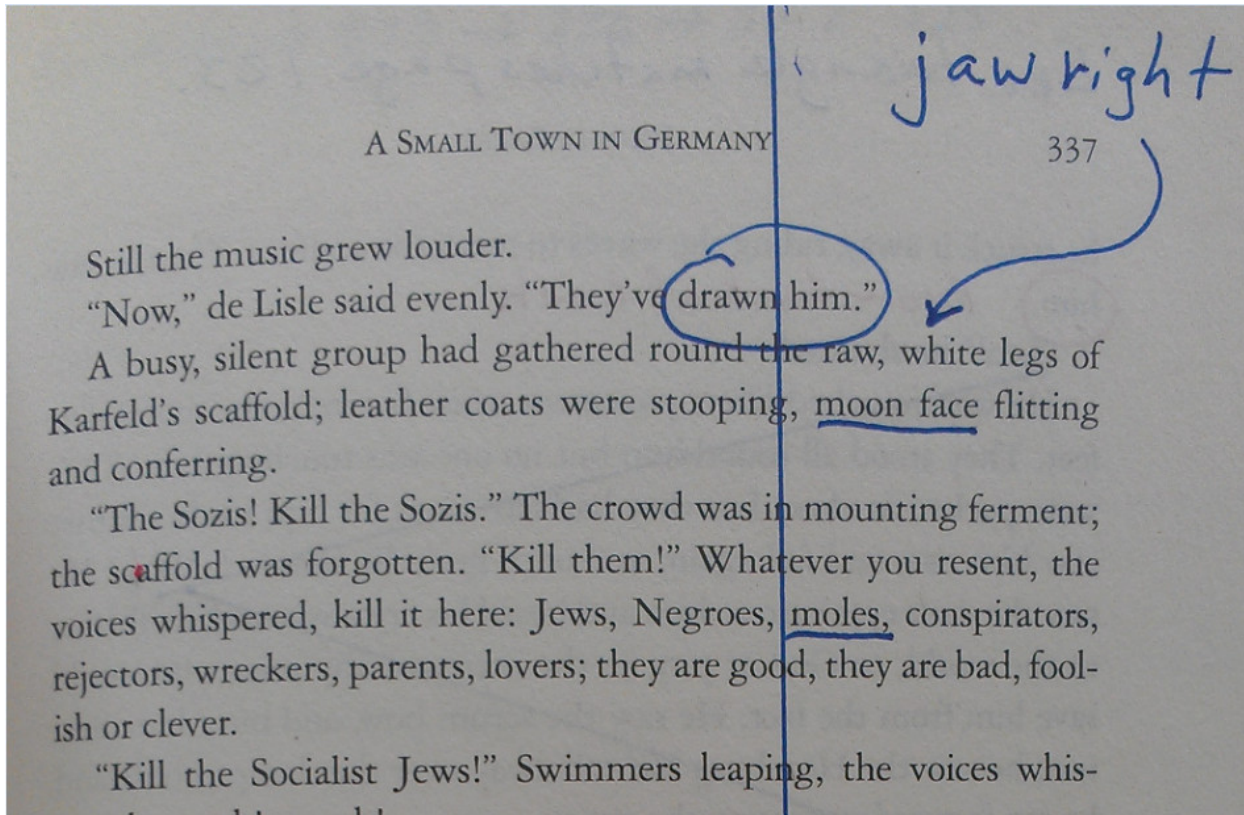 jaw right
A SMALL TOWN IN GERMANY 337
Still the music grew louder.
“Now,” de Lisle said evenly. “They’ve drawn him.”
A busy, silent group had gathered round the raw, white legs of
Karfeld’s scaffold; leather coats were stooping, moon face flitting
and conferring.
“The Sozis! Kill the Sozis.” The crowd was in mounting ferment;
the scaffold was forgotten. “Kill them!” Whatever you resent, the
voices whispered, kill it here: Jews, Negroes, moles, conspirators,
rejectors, wreckers, parents, lovers; they are good, they are bad, fool-
ish or clever.
“Kill the Socialist Jews!” Swimmers leaping, the voices whis-